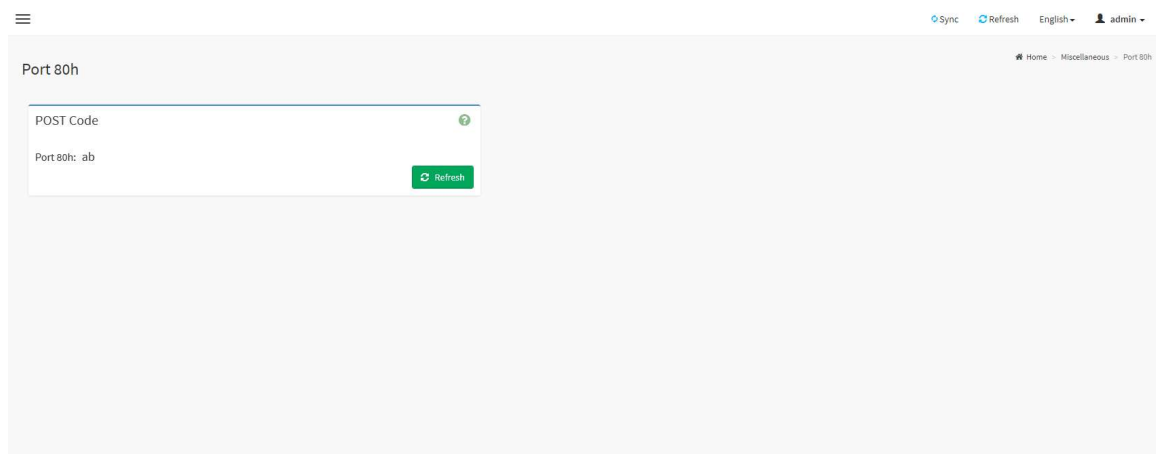 Sync Refresh English admin
Home > Miscellaneous > Port 80h
Port 80h
POST Code
Port 80h: ab
Refresh